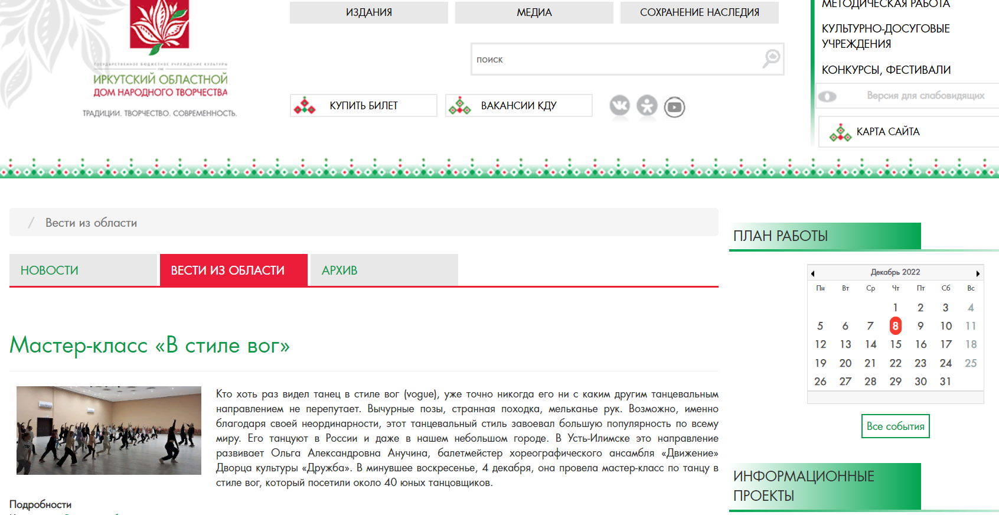 ИЗДАНИЯ
МЕДИА
СОХРАНЕНИЕ НАСЛЕДИЯ
МЕТОДИЧЕСКАЯ РАБОТА
КУЛЬТУРНО-ДОСУГОВЫЕ
УЧРЕЖДЕНИЯ
КОНКУРСЫ, ФЕСТИВАЛИ
Версия для слабовидящих
КАРТА САЙТА
ГОСУДАРСТВЕННОЕ БЮДЖЕТНОЕ УЧРЕЖДЕНИЕ КУЛЬТУРЫ
ИРКУТСКИЙ ОБЛАСТНОЙ
ДОМ НАРОДНОГО ТВОРЧЕСТВА
ТРАДИЦИИ. ТВОРЧЕСТВО. СОВРЕМЕННОСТЬ.
поиск
КУПИТЬ БИЛЕТ
ВАКАНСИИ КДУ
/ Вести из области
НОВОСТИ
ВЕСТИ ИЗ ОБЛАСТИ
АРХИВ
Мастер-класс «В стиле вог»
Кто хоть раз видел танец в стиле вог (vogue), уже точно никогда его ни с каким другим танцевальным
направлением не перепутает. Вычурные позы, странная походка, мельканье рук. Возможно, именно
благодаря своей неординарности, этот танцевальный стиль завоевал большую популярность по всему
миру. Его танцуют в России и даже в нашем небольшом городе. В Усть-Илимске это направление
развивает Ольга Александровна Анучина, балетмейстер хореографического ансамбля «Движение»
Дворца культуры «Дружба». В минувшее воскресенье, 4 декабря, она провела мастер-класс по танцу в
стиле вог, который посетили около 40 юных танцовщиков.
Подробности
ПЛАН РАБОТЫ
Декабрь 2022
Пн Вт Ср Чт Пт Сб Вс
1 2 3 4
5 6 7 8 9 10 11
12 13 14 15 16 17 18
19 20 21 22 23 24 25
26 27 28 29 30 31
Все события
ИНФОРМАЦИОННЫЕ
ПРОЕКТЫ